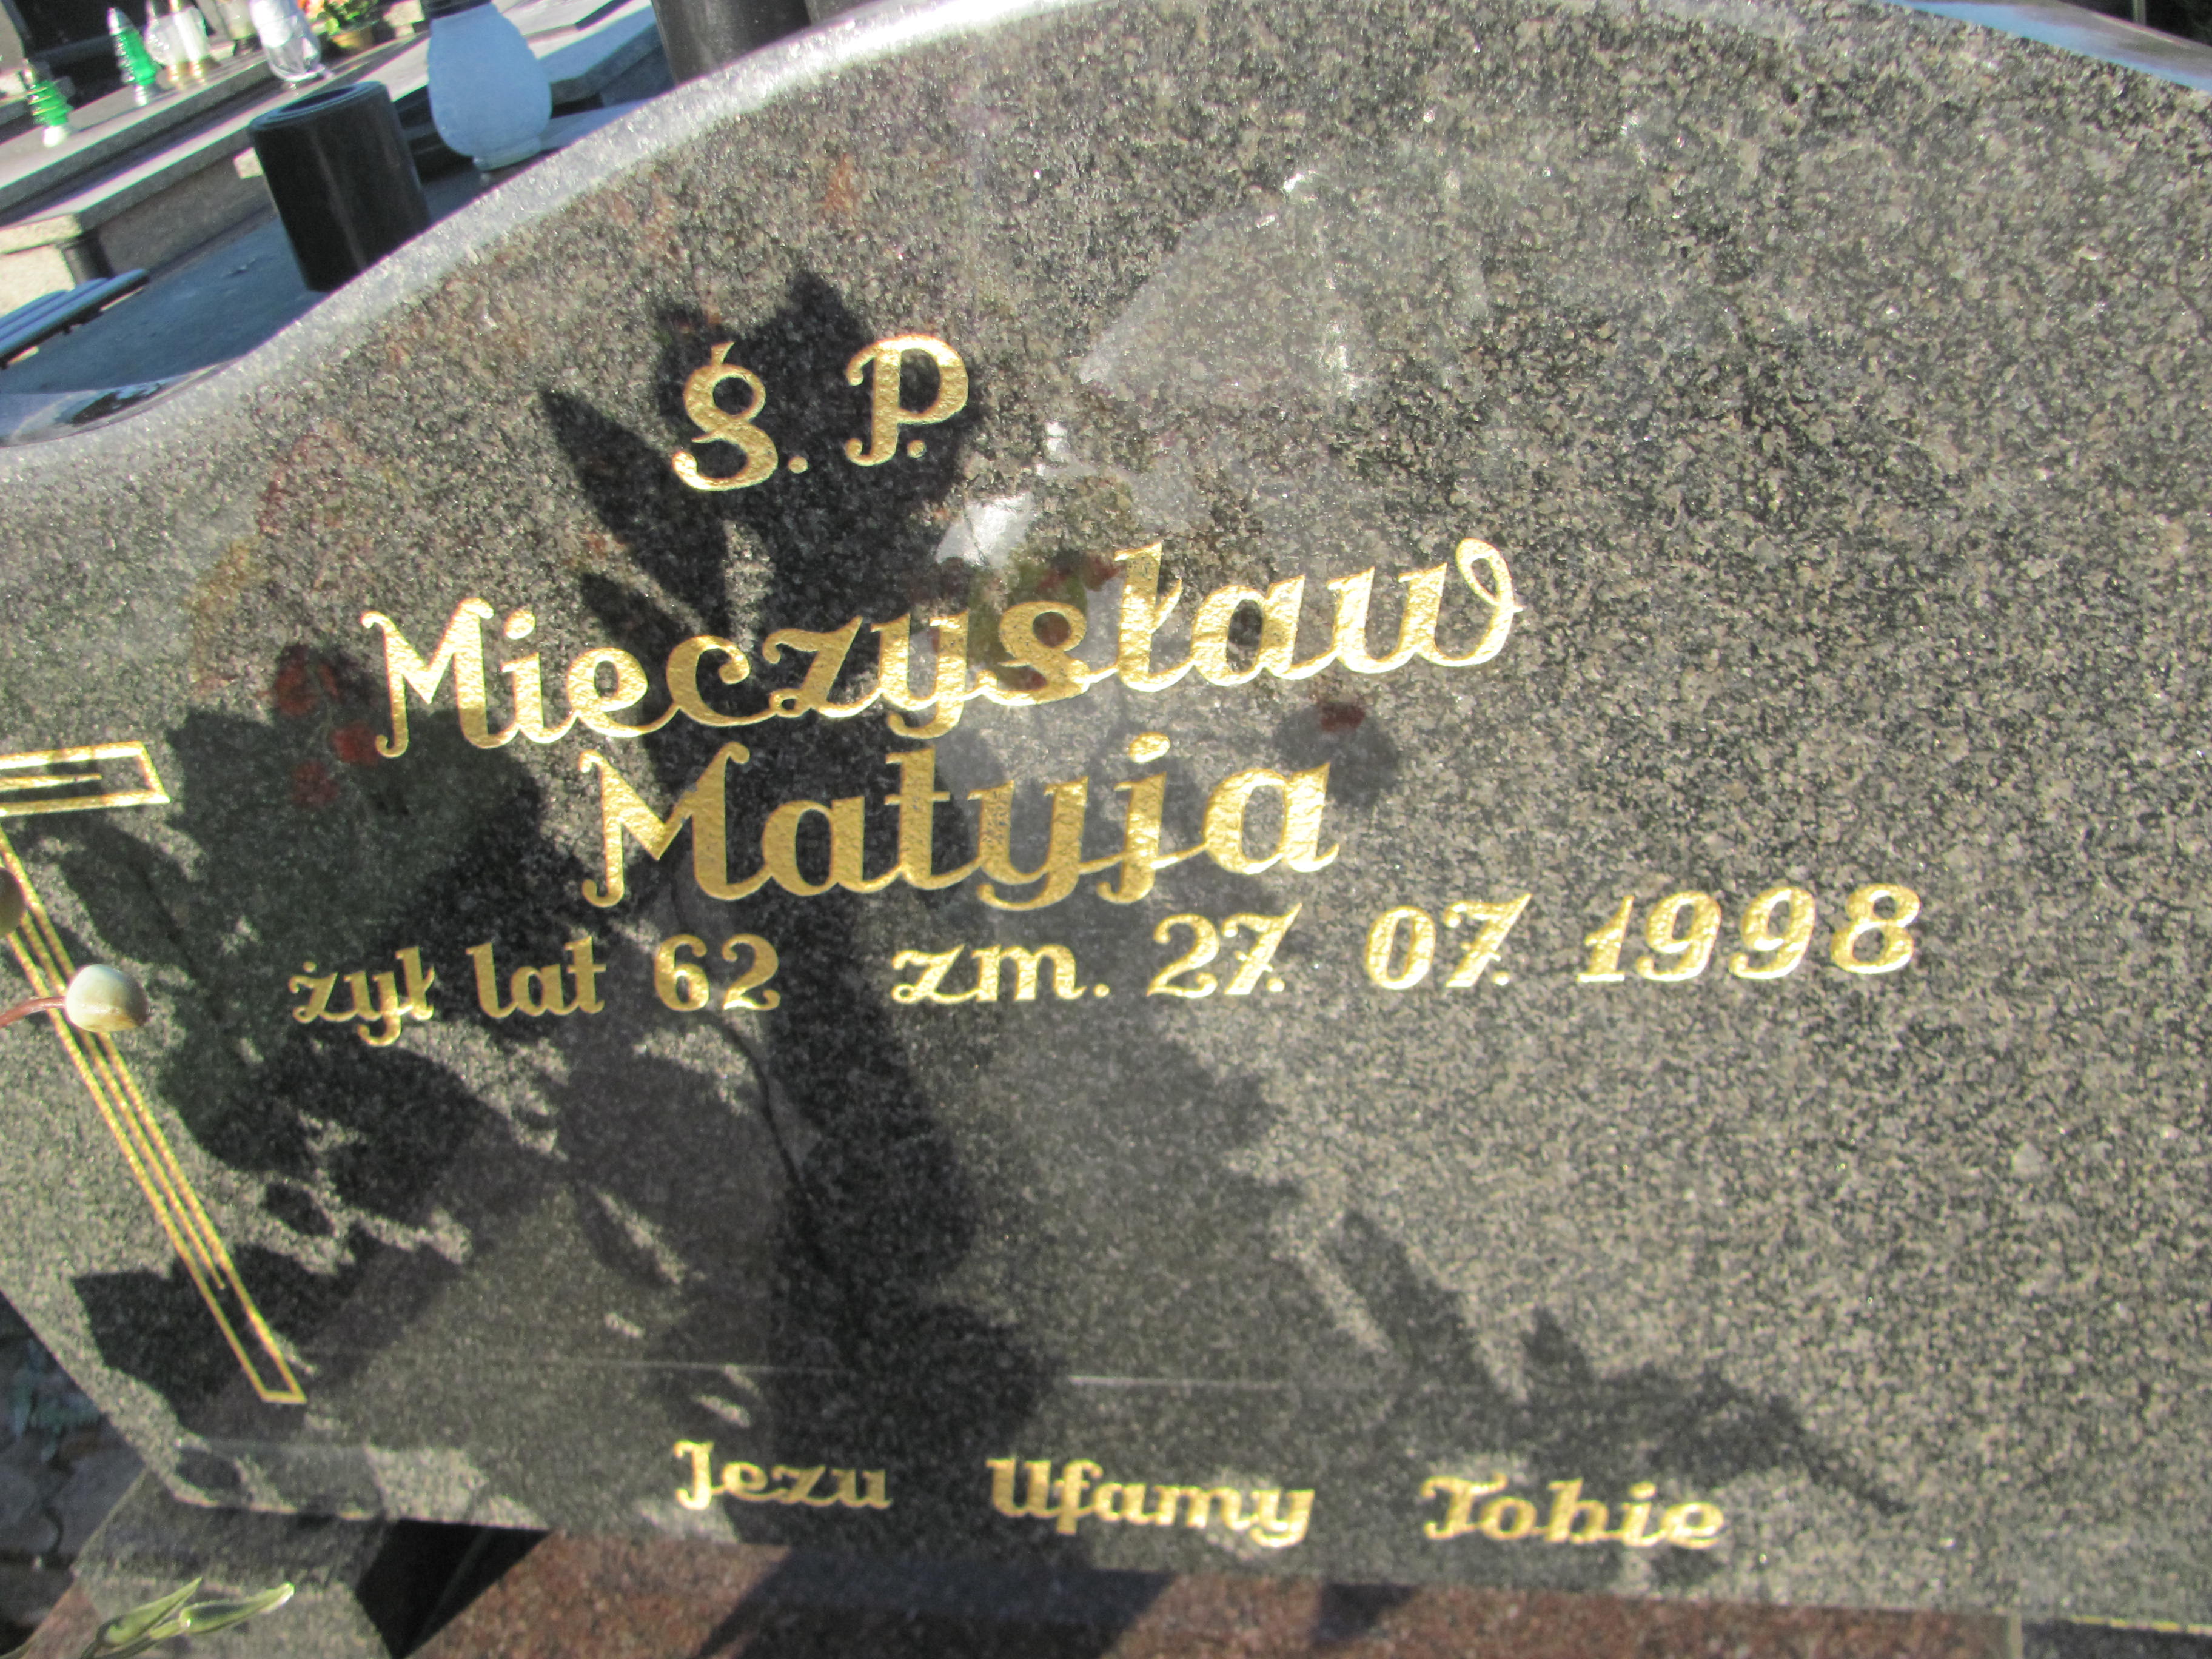 Ś. P.
Mieczysław
Matyja
żył lat 62 zm. 27. 07. 1998
Jezu Ufamy Tobie